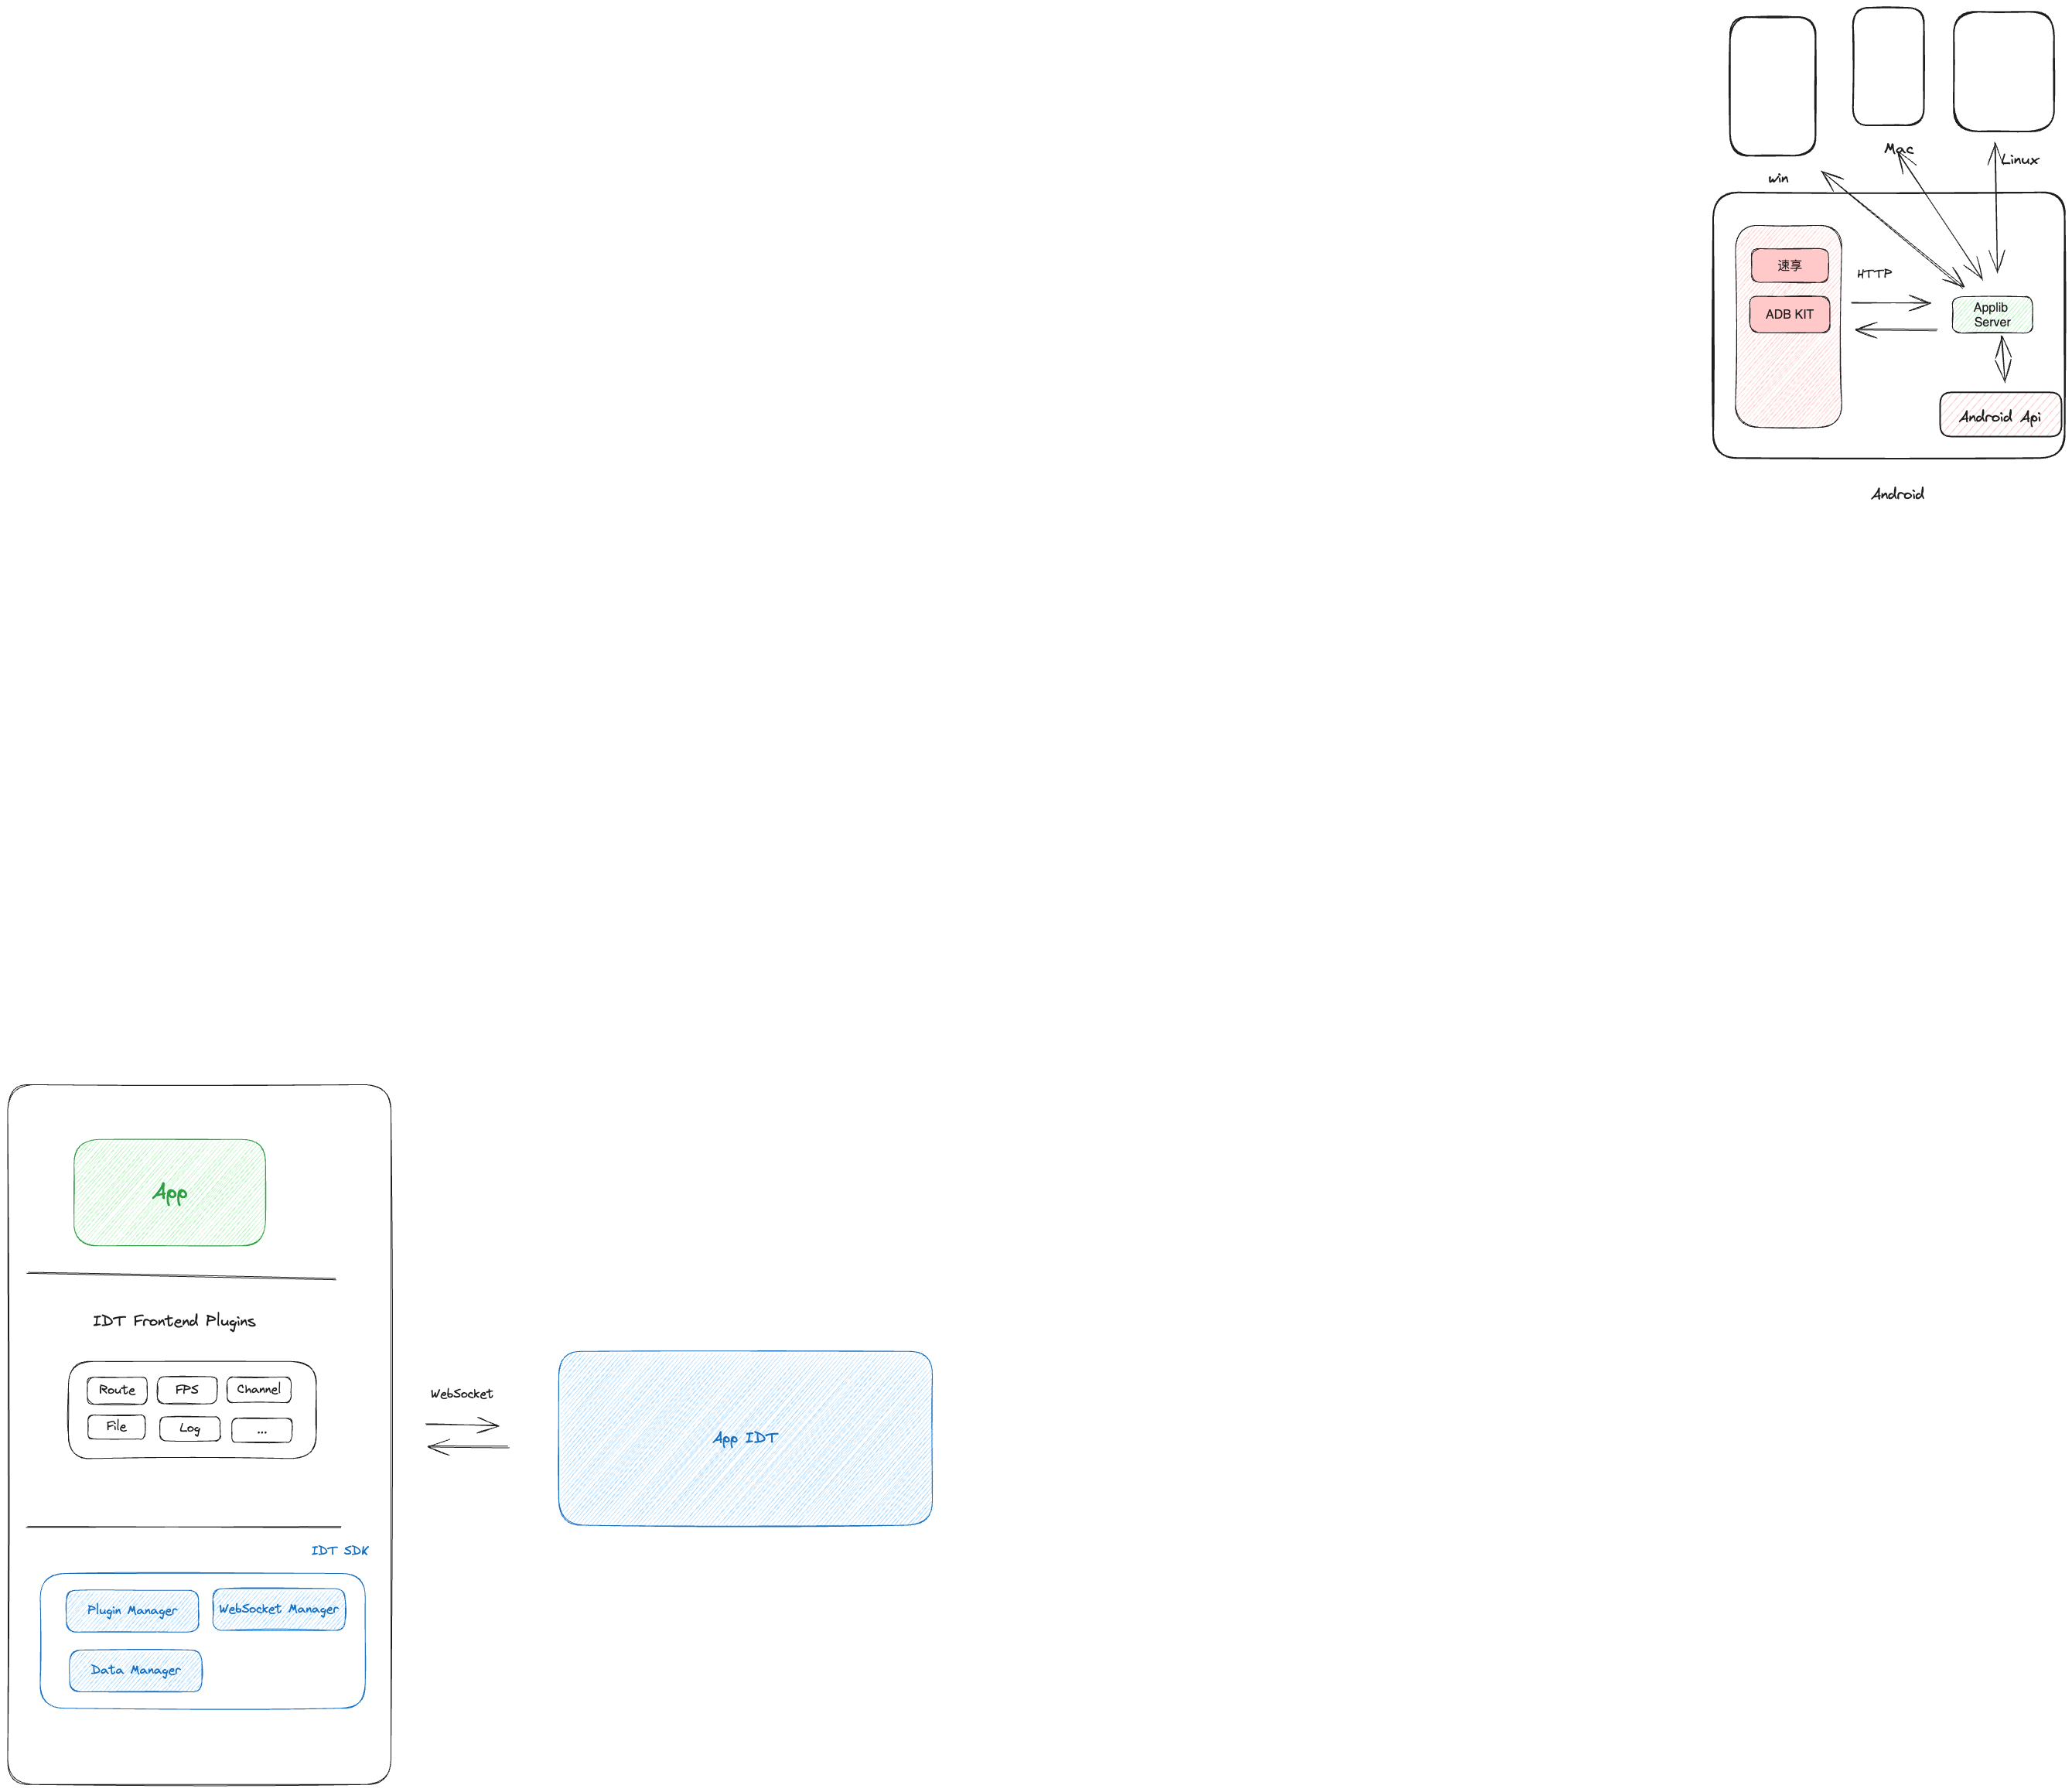 Mac
Linux
win
速享
HTTP
ADB KIT
Applib
Server
Android Api
Android
App
IDT Frontend Plugins
Route
FPS
Channel
File
Log
...
WebSocket
App IDT
IDT SDK
Plugin Manager
WebSocket Manager
Data Manager